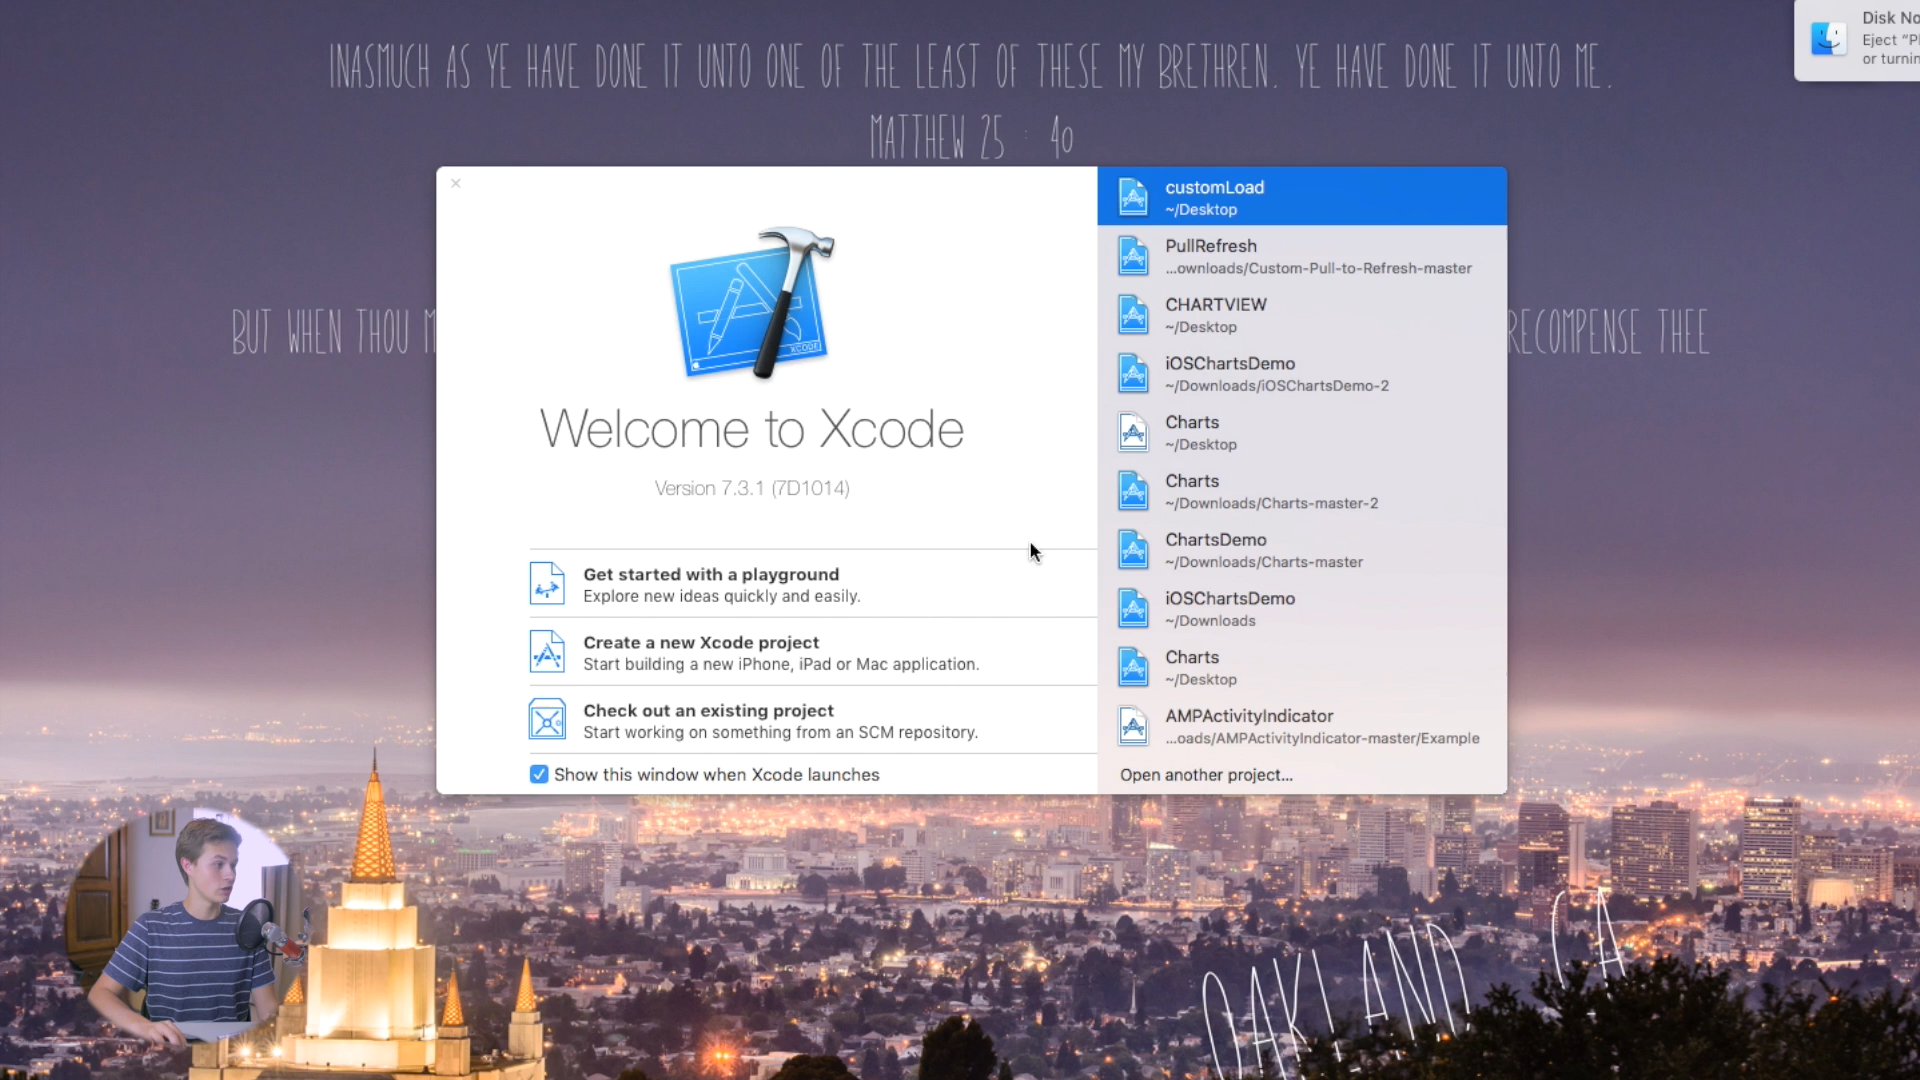 INASMUCH AS YE HAVE DONE IT UNTO ONE OF THE LEAST OF THESE MY BRETHREN. YE HAVE DONE IT UNTO ME.
MATTHEW 25 : 40
BUT WHEN THOU
RECOMPENSE THEE
Disk No
Eject "P
or turnin
XCODE
Welcome to Xcode
Version 7.3.1 (7D1014)
Get started with a playground
Explore new ideas quickly and easily.
Create a new Xcode project
Start building a new iPhone, iPad or Mac application.
Check out an existing project
Start working on something from an SCM repository.
Show this window when Xcode launches
customLoad
~/Desktop
PullRefresh
...ownloads/Custom-Pull-to-Refresh-master
CHARTVIEW
~/Desktop
iOSChartsDemo
~/Downloads/iOSChartsDemo-2
Charts
~/Desktop
Charts
~/Downloads/Charts-master-2
ChartsDemo
~/Downloads/Charts-master
iOSChartsDemo
~/Downloads
Charts
~/Desktop
AMPActivityIndicator
...oads/AMPActivityIndicator-master/Example
Open another project...
OAKLAND CA